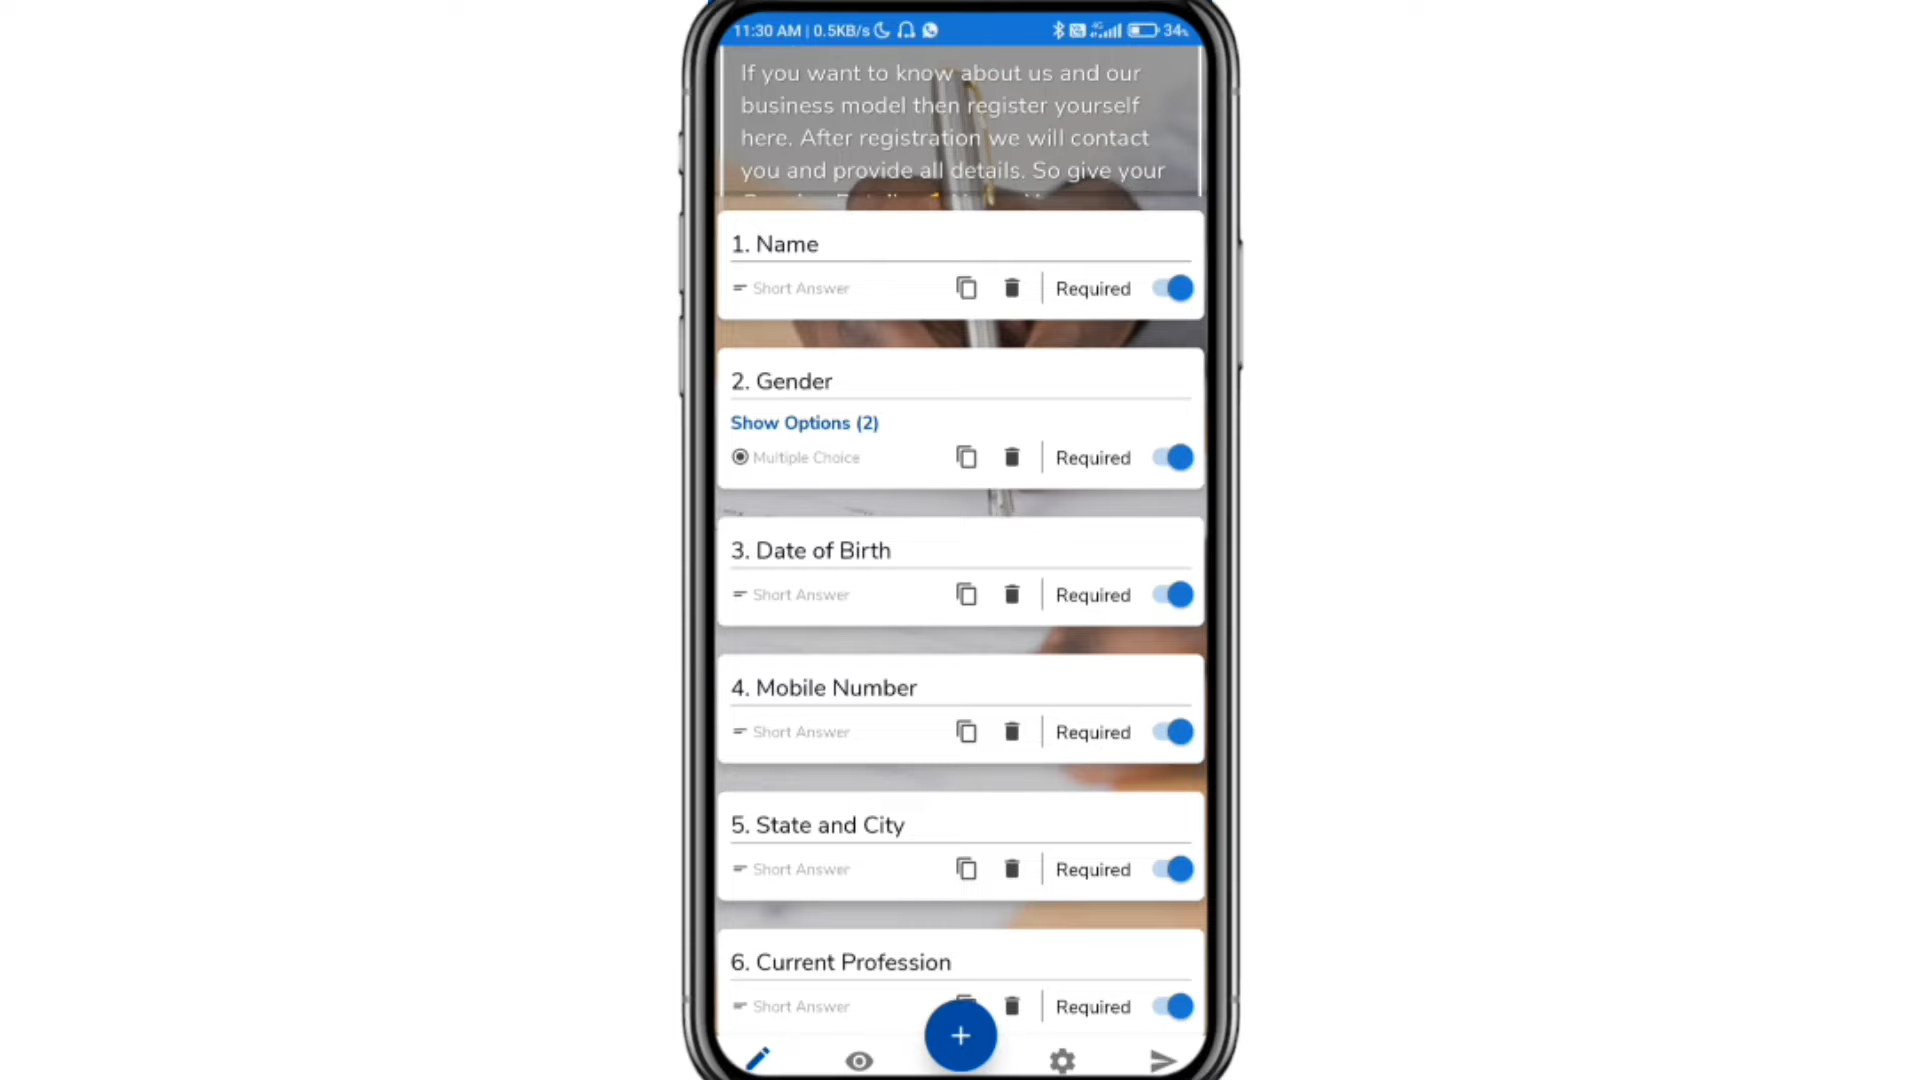 11:30 AM | 0.5KB/s 4G 34%
If you want to know about us and our
business model then register yourself
here. After registration we will contact
you and provide all details. So give your
1. Name
Short Answer Required
2. Gender
Show Options (2)
Multiple Choice Required
3. Date of Birth
Short Answer Required
4. Mobile Number
Short Answer Required
5. State and City
Short Answer Required
6. Current Profession
Short Answer Required
+